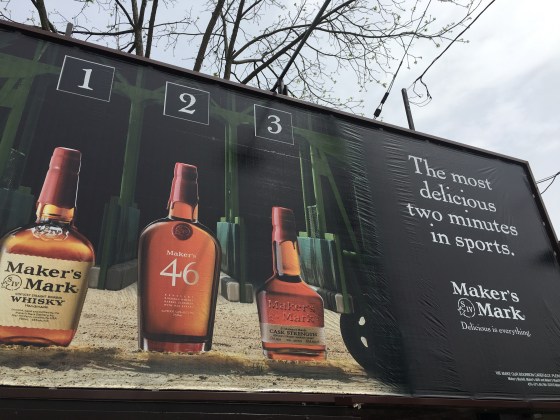 1
2
3
Maker's
Mark
WHISKY
Maker's
46
Maker's
Mark
CASK STRENGTH
The most
delicious
two minutes
in sports.
Maker's
Mark
Delicious is everything.